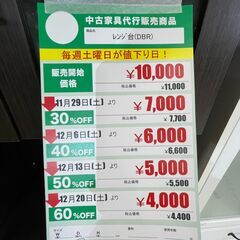 中古家具代行販売商品
商品名
レンジ台(DBR)
毎週土曜日が値下り日！
販売開始価格
¥10,000
税込価格 ¥11,000
11月29日(土)より
30%OFF
¥7,000
税込価格 ¥7,700
12月6日(土)より
40%OFF
¥6,000
税込価格 ¥6,600
12月13日(土)より
50%OFF
¥5,000
税込価格 ¥5,500
12月20日(土)より
60%OFF
¥4,000
税込価格 ¥4,400
サイズ
W
D
H